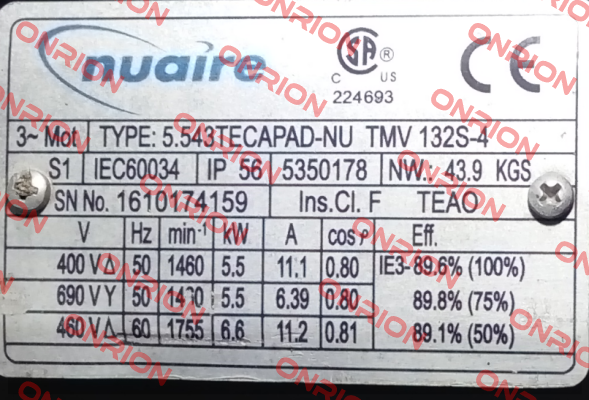 nuaire
CSA ®
C US
224693
CE
3~ Mot TYPE: 5.543TECAPAD-NU TMV 132S-4
S1 IEC60034 IP 56 5350178 NW.: 43.9 KGS
SN No. 1610174159 Ins.Cl. F TEAO
V Hz min-1 kW A cos ρ Eff.
400 VΔ 50 1460 5.5 11.1 0.80 IE3-89.6% (100%)
690 VY 50 5.5 6.39 0.80 89.8% (75%)
460 VΔ 60 1755 6.6 11.2 0.81 89.1% (50%)
ONRION